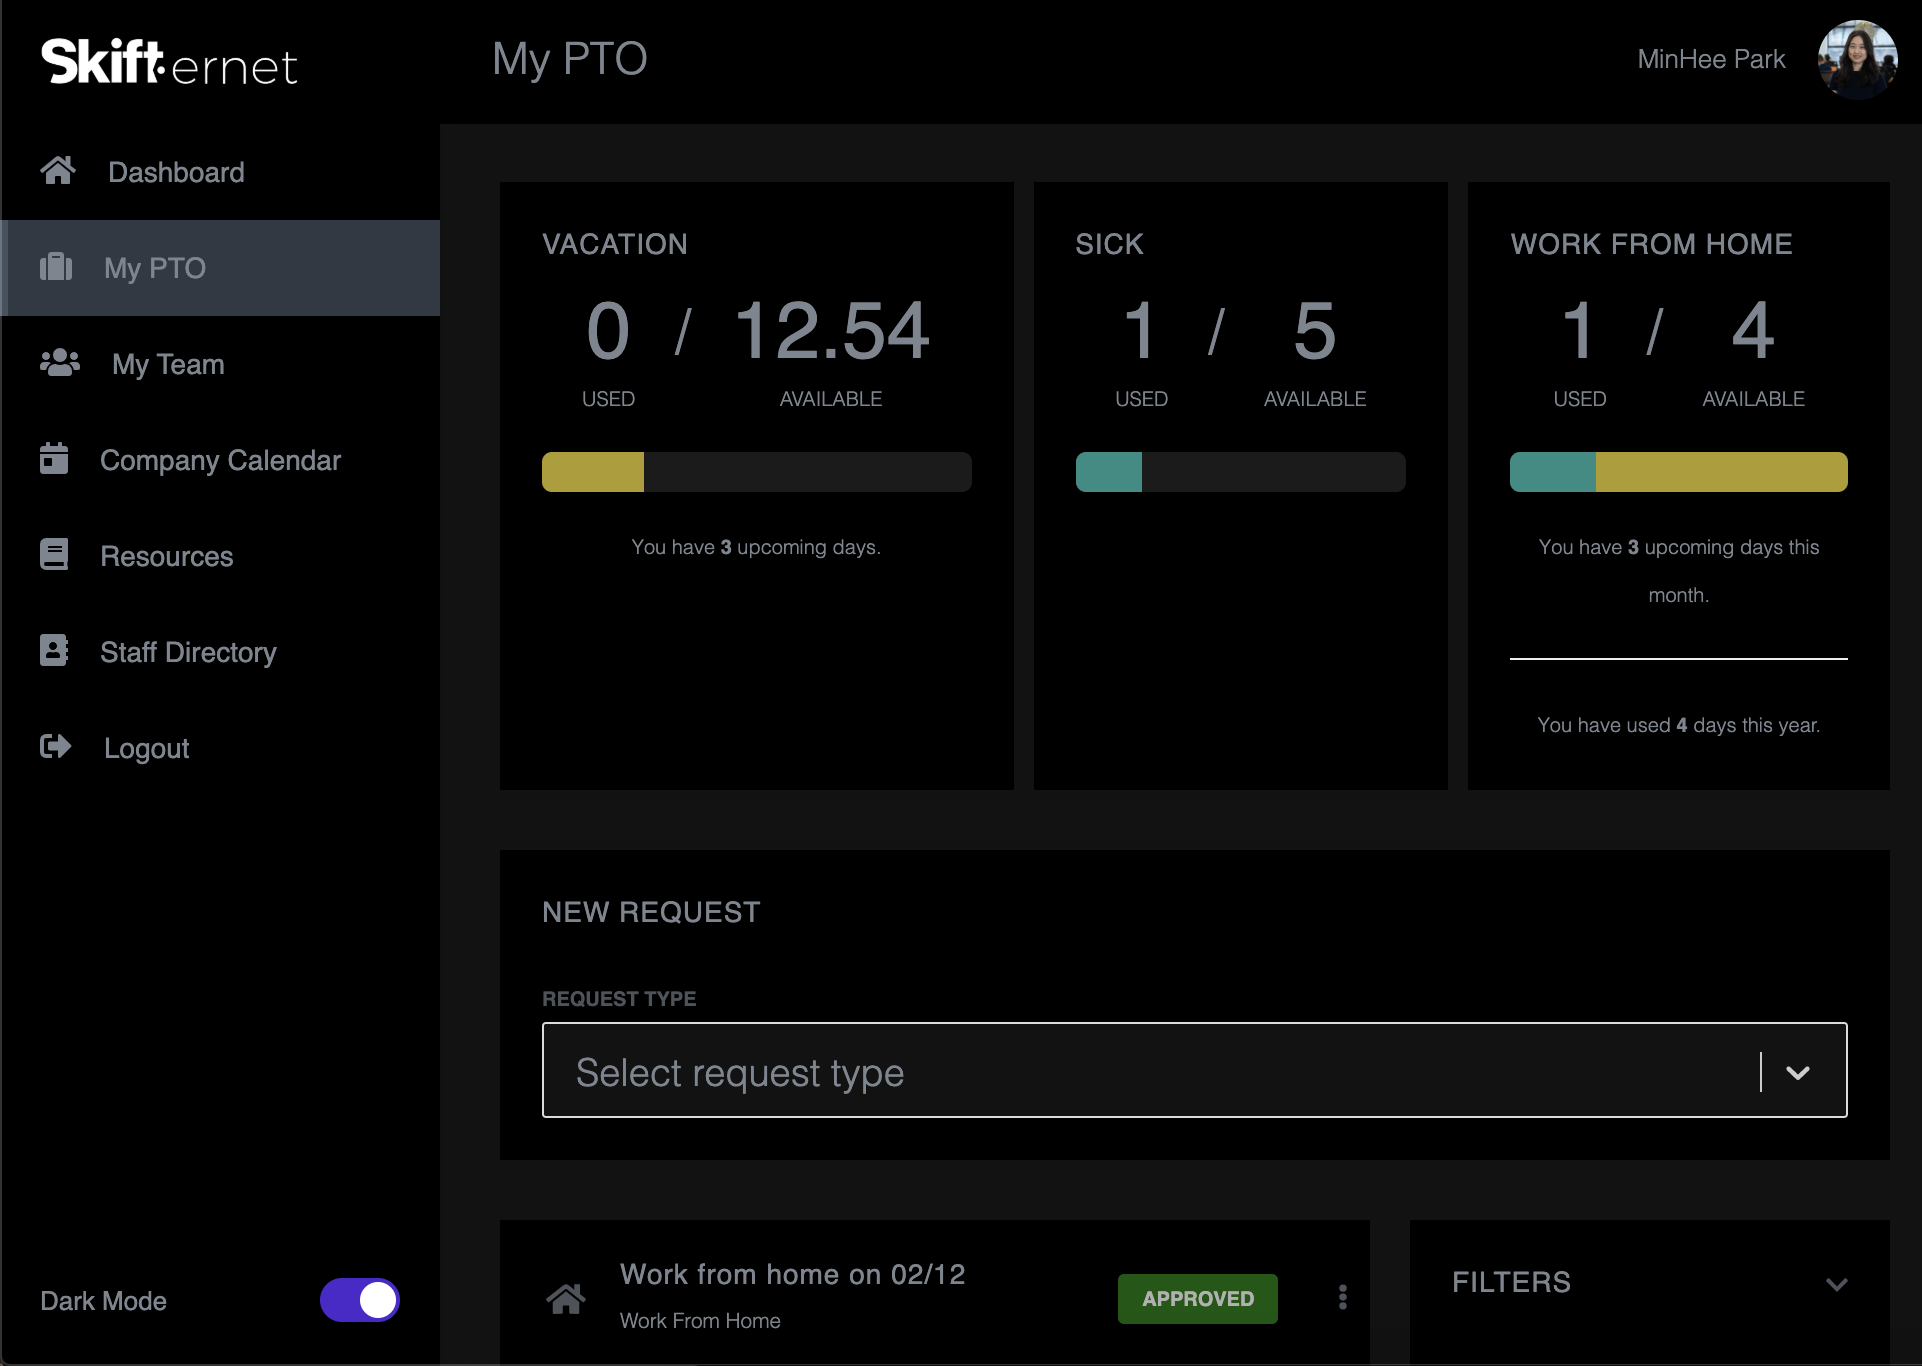 Skift.ernet
My PTO
MinHee Park
Dashboard
My PTO
My Team
Company Calendar
Resources
Staff Directory
Logout
Dark Mode
VACATION
0 / 12.54
USED AVAILABLE
You have 3 upcoming days.
SICK
1 / 5
USED AVAILABLE
WORK FROM HOME
1 / 4
USED AVAILABLE
You have 3 upcoming days this
month.
You have used 4 days this year.
NEW REQUEST
REQUEST TYPE
Select request type
Work from home on 02/12
Work From Home
APPROVED
FILTERS